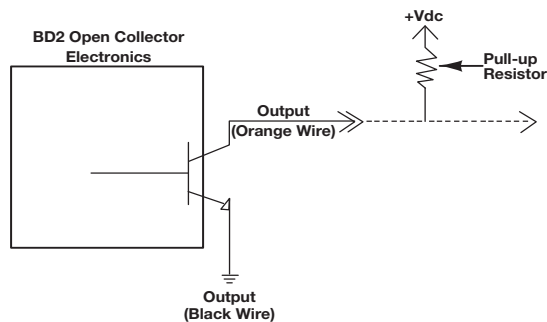 +Vdc
BD2 Open Collector
Electronics
Pull-up
Resistor
Output
(Orange Wire)
Output
(Black Wire)